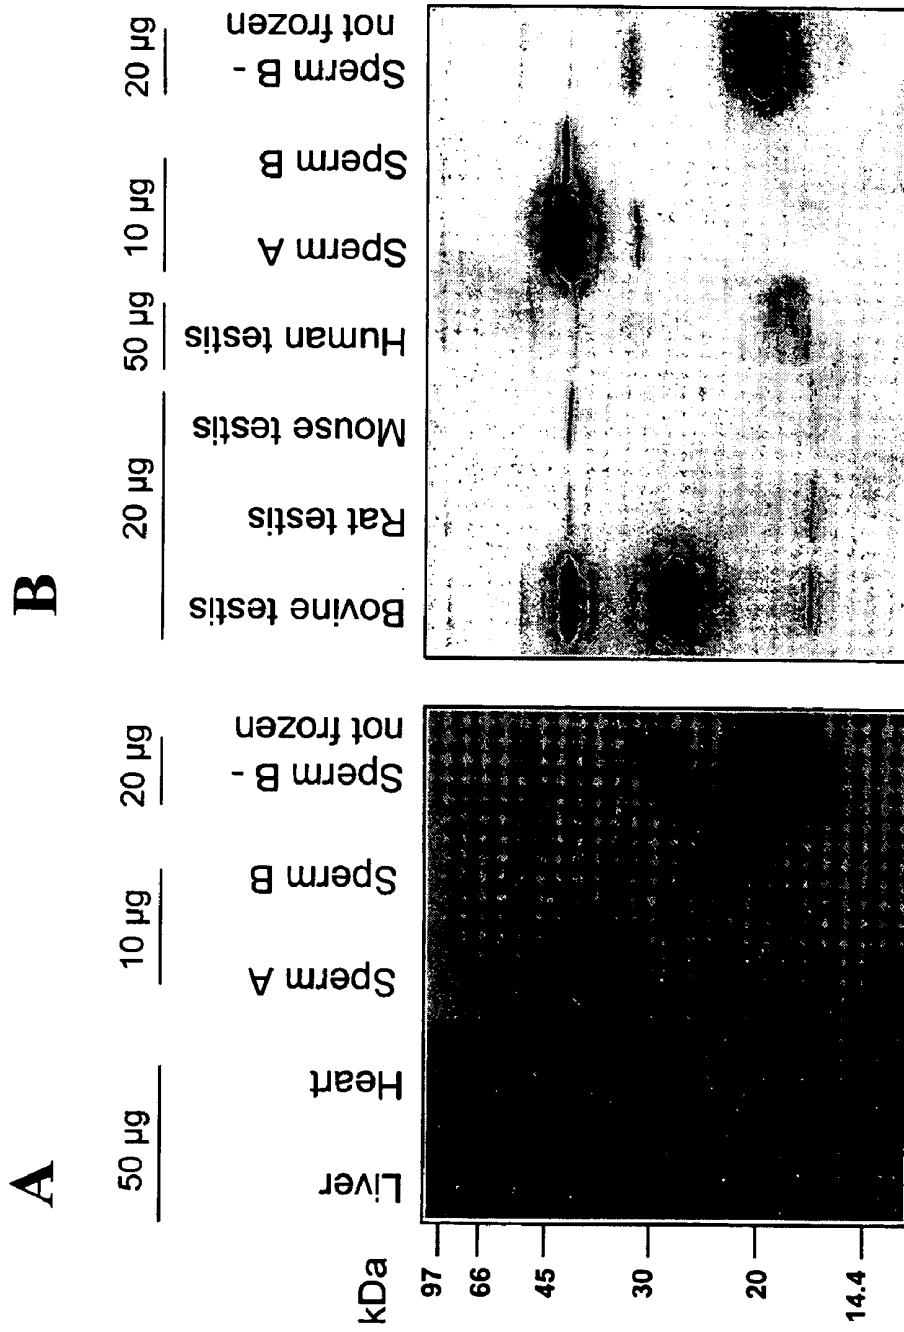 A
50 µg
10 µg
20 µg
Liver
Heart
Sperm A
Sperm B
Sperm B -
not frozen
kDa
97
66
45
30
20
14.4
B
20 µg
50 µg
10 µg
20 µg
Bovine testis
Rat testis
Mouse testis
Human testis
Sperm A
Sperm B
Sperm B -
not frozen